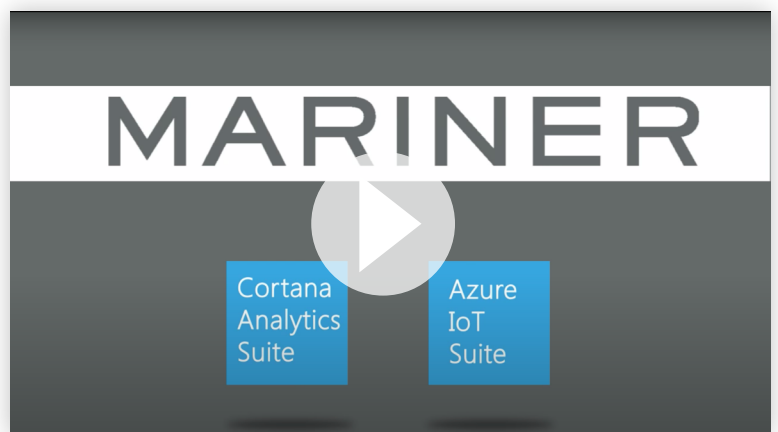 MARINER
Cortana
Analytics
Suite
Azure
IoT
Suite